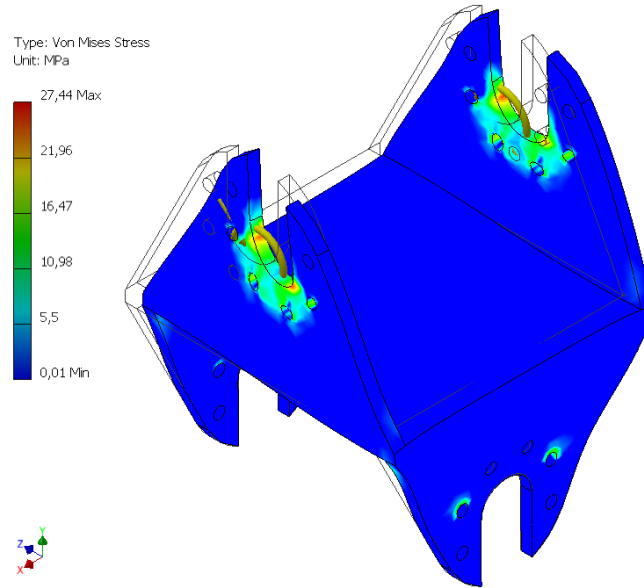 Type: Von Mises Stress
Unit: MPa
27,44 Max
21,96
16,47
10,98
5,5
0,01 Min
Y
Z
X